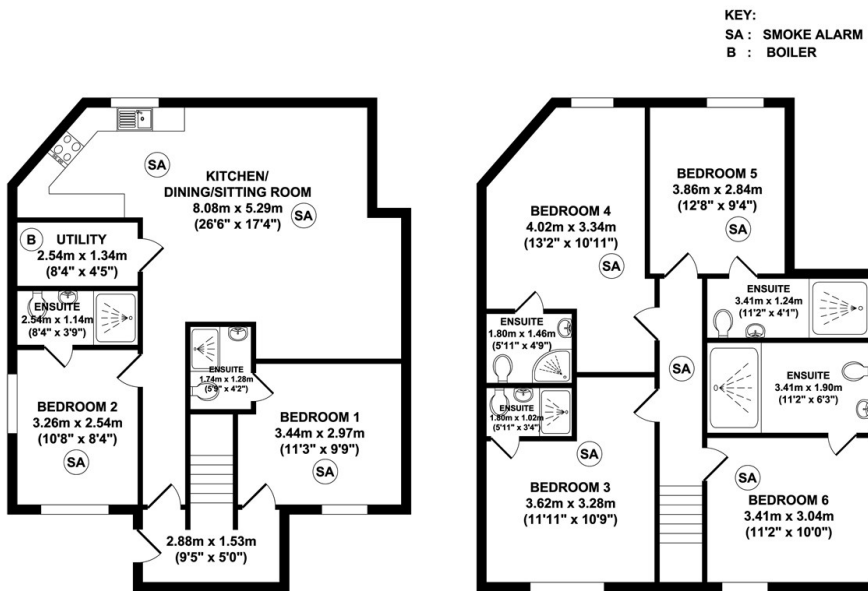 KEY:
SA : SMOKE ALARM
B : BOILER
SA
KITCHEN/
DINING/SITTING ROOM
8.08m x 5.29m
(26'6" x 17'4")
SA
B
UTILITY
2.54m x 1.34m
(8'4" x 4'5")
ENSUITE
2.54m x 1.14m
(8'4" x 3'9")
ENSUITE
1.74m x 1.28m
(5'9" x 4'2")
BEDROOM 2
3.26m x 2.54m
(10'8" x 8'4")
SA
BEDROOM 1
3.44m x 2.97m
(11'3" x 9'9")
SA
2.88m x 1.53m
(9'5" x 5'0")
BEDROOM 5
3.86m x 2.84m
(12'8" x 9'4")
SA
BEDROOM 4
4.02m x 3.34m
(13'2" x 10'11")
SA
ENSUITE
3.41m x 1.24m
(11'2" x 4'1")
ENSUITE
1.80m x 1.46m
(5'11" x 4'9")
SA
ENSUITE
3.41m x 1.90m
(11'2" x 6'3")
ENSUITE
1.80m x 1.02m
(5'11" x 3'4")
SA
BEDROOM 3
3.62m x 3.28m
(11'11" x 10'9")
SA
BEDROOM 6
3.41m x 3.04m
(11'2" x 10'0")